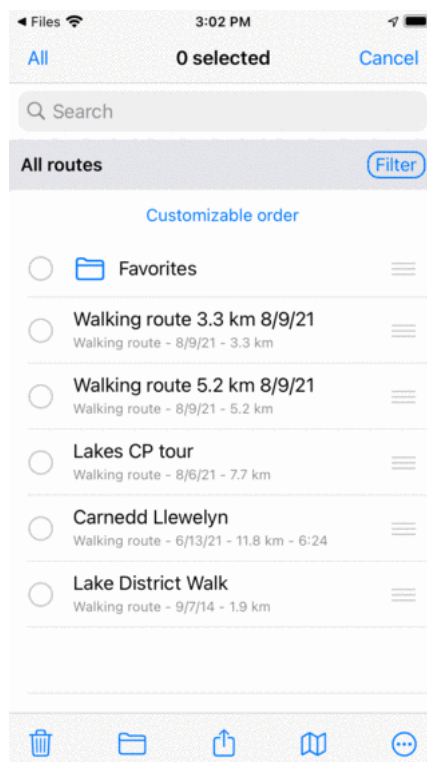 Files
3:02 PM
All
0 selected
Cancel
Search
All routes
Filter
Customizable order
Favorites
Walking route 3.3 km 8/9/21
Walking route - 8/9/21 - 3.3 km
Walking route 5.2 km 8/9/21
Walking route - 8/9/21 - 5.2 km
Lakes CP tour
Walking route - 8/6/21 - 7.7 km
Carnedd Llewelyn
Walking route - 6/13/21 - 11.8 km - 6:24
Lake District Walk
Walking route - 9/7/14 - 1.9 km